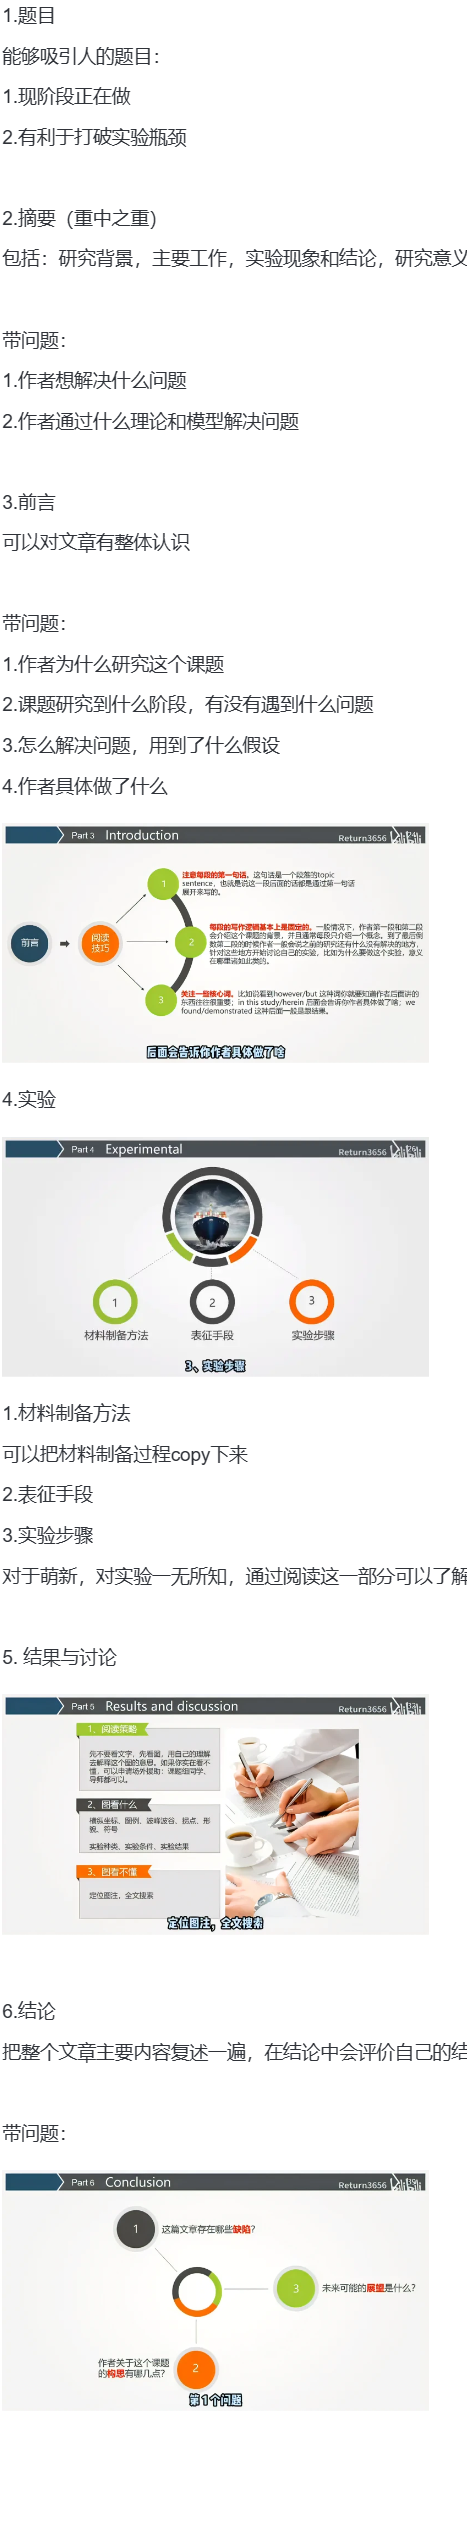 1.题目
能够吸引人的题目：
1.现阶段正在做
2.有利于打破实验瓶颈
2.摘要（重中之重）
包括：研究背景，主要工作，实验现象和结论，研究意义
带问题：
1.作者想解决什么问题
2.作者通过什么理论和模型解决问题
3.前言
可以对文章有整体认识
带问题：
1.作者为什么研究这个课题
2.课题研究到什么阶段，有没有遇到什么问题
3.怎么解决问题，用到了什么假设
4.作者具体做了什么
Part 3 Introduction
Return3656 bilibili
前言
阅读
技巧
1
注意每段的第一句话。这句话是一个段落的topic
sentence，也就是说这一段后面的话都是通过第一句话
展开来写的。
2
每段的写作逻辑基本上是固定的。一般情况下，作者第一段和第二段
会介绍这个课题的背景，并且通常每段只介绍一个概念。到了最后倒
数第二段的时候作者一般会说之前的研究还有什么没有解决的地方，
针对这些地方开始讨论自己的实验，比如为什么要做这个实验，意义
在哪里诸如此类的。
3
关注一些核心词。比如说看到however/but 这种词你就要知道作者后面讲的
东西往往很重要；in this study/herein 后面会告诉你作者具体做了啥；we
found/demonstrated 这种后面一般是跟结果。
后面会告诉你作者具体做了啥
4.实验
Part 4 Experimental
Return3656 bilibili
1
2
3
材料制备方法
表征手段
实验步骤
3、实验步骤
1.材料制备方法
可以把材料制备过程copy下来
2.表征手段
3.实验步骤
对于萌新，对实验一无所知，通过阅读这一部分可以了解
5. 结果与讨论
Part 5 Results and discussion
Return3656 bilibili
1、阅读策略
先不要看文字，先看图，用自己的理解
去解释这个图的意思。如果你实在看不
懂，可以申请场外援助：课题组同学、
导师都可以。
2、图看什么
横纵坐标、图例、波峰波谷、拐点、形
貌、符号
实验种类、实验条件、实验结果
3、图看不懂
定位图注，全文搜索
定位图注，全文搜索
6.结论
把整个文章主要内容复述一遍，在结论中会评价自己的结
带问题：
Part 6 Conclusion
Return3656 bilibili
1
这篇文章存在哪些缺陷？
3
未来可能的展望是什么？
作者关于这个课题
的构思有哪几点？
2
第1个问题